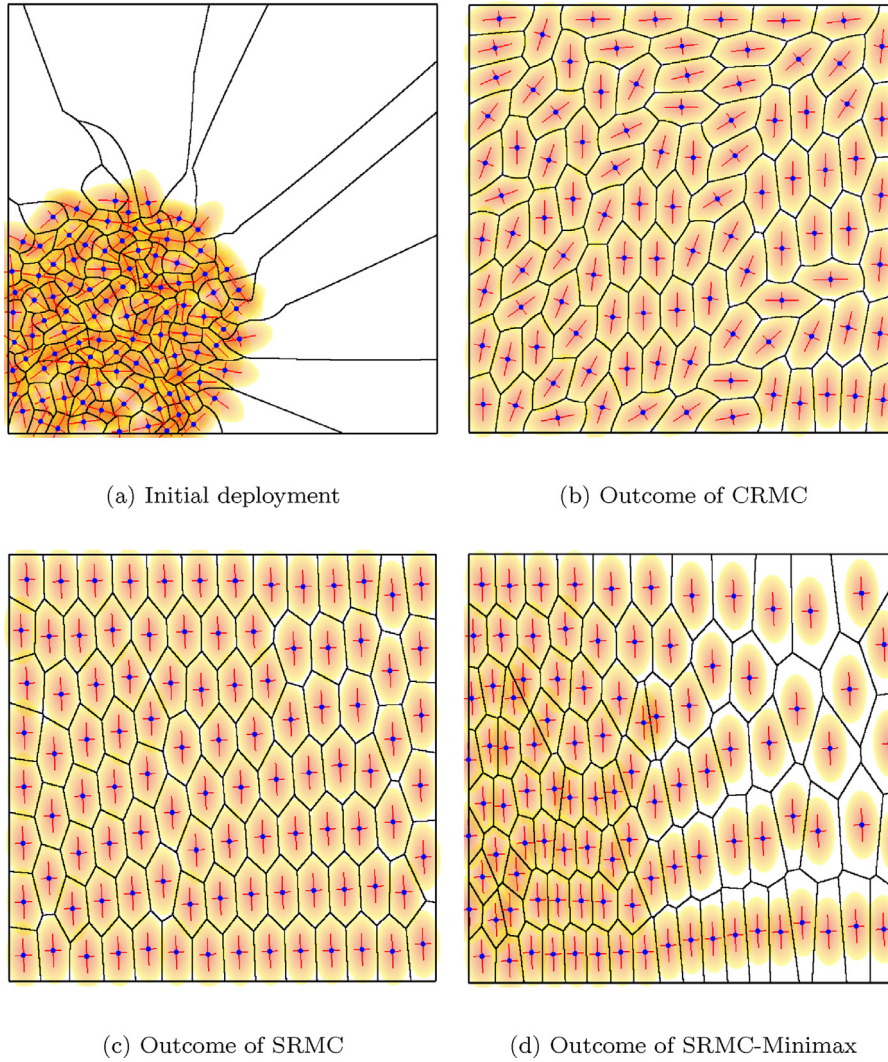 (a) Initial deployment
(b) Outcome of CRMC
(c) Outcome of SRMC
(d) Outcome of SRMC-Minimax